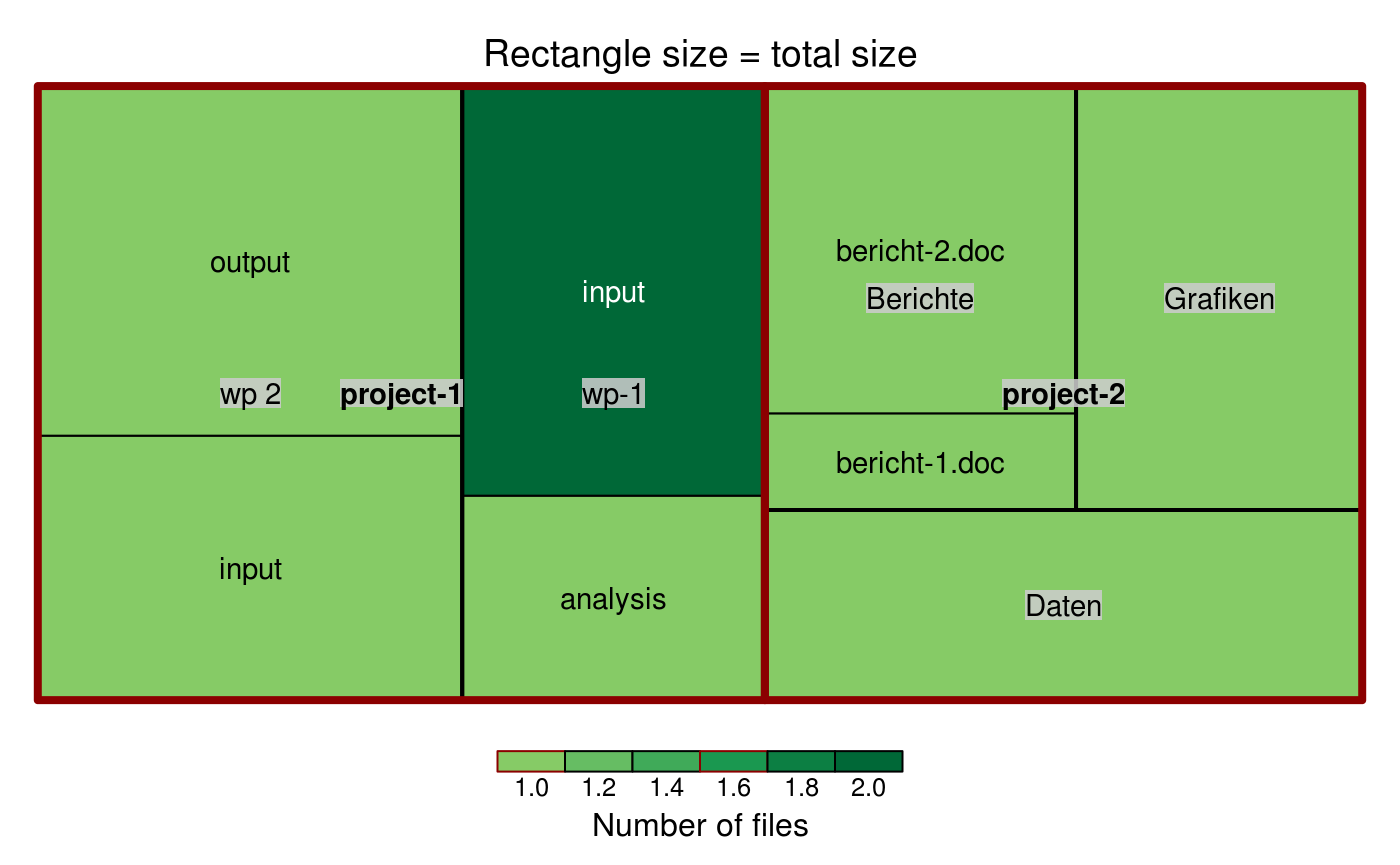 Rectangle size = total size
output
input
bericht-2.doc
Berichte
Grafiken
wp 2
project-1
wp-1
project-2
bericht-1.doc
input
analysis
Daten
1.0 1.2 1.4 1.6 1.8 2.0
Number of files